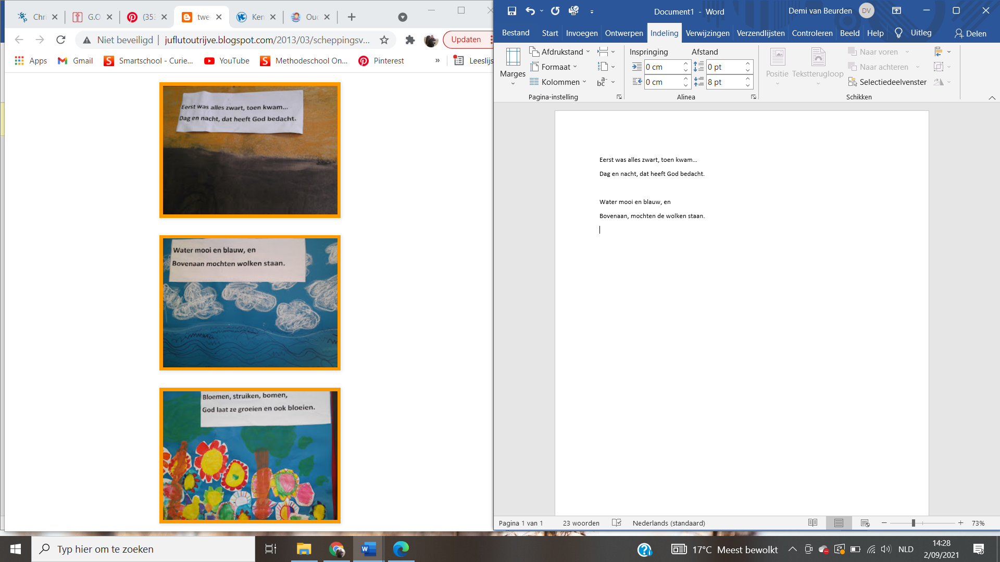 Chri
G.O
(353
twe
Ken
Oud
Document1 - Word
Demi van Beurden
DV
Niet beveiligd
juflutoutrijve.blogspot.com/2013/03/scheppingsv...
Updaten
Bestand
Start
Invoegen
Ontwerpen
Indeling
Verwijzingen
Verzendlijsten
Controleren
Beeld
Help
Uitleg
Delen
Apps
Gmail
Smartschool - Curie...
YouTube
Methodeschool On...
Pinterest
»
Leeslijs
Marges
Afdrukstand
Formaat
Kolommen
Pagina-instelling
Inspringing
Afstand
0 cm
0 pt
0 cm
8 pt
Alinea
Positie
Tekstterugloop
Naar voren
Naar achteren
Selectiedeelvenster
Schikken
Eerst was alles zwart, toen kwam...
Dag en nacht, dat heeft God bedacht.
Water mooi en blauw, en
Bovenaan mochten wolken staan.
Bloemen, struiken, bomen,
God laat ze groeien en ook bloeien.
Eerst was alles zwart, toen kwam...
Dag en nacht, dat heeft God bedacht.
Water mooi en blauw, en
Bovenaan, mochten de wolken staan.
Pagina 1 van 1
23 woorden
Nederlands (standaard)
73%
Typ hier om te zoeken
17°C Meest bewolkt
NLD
14:28
2/09/2021